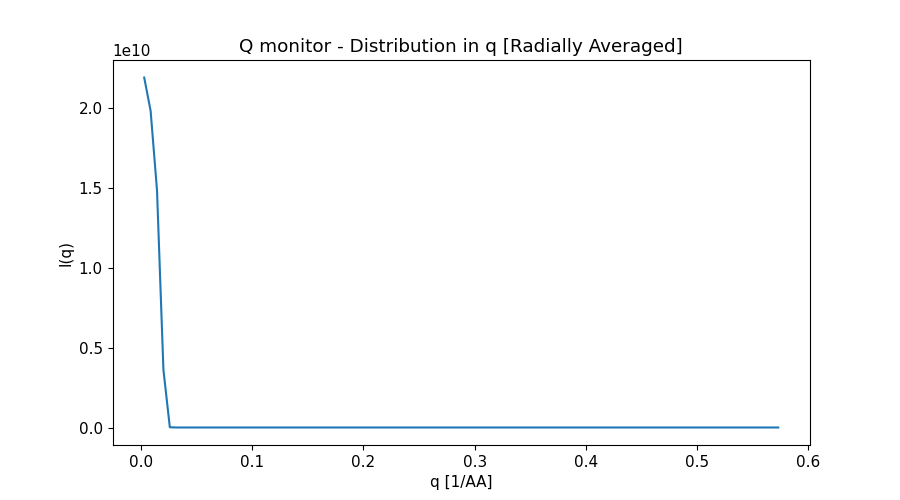 Q monitor - Distribution in q [Radially Averaged]
1e10
2.0
1.5
1.0
0.5
0.0
I(q)
0.0 0.1 0.2 0.3 0.4 0.5 0.6
q [1/AA]